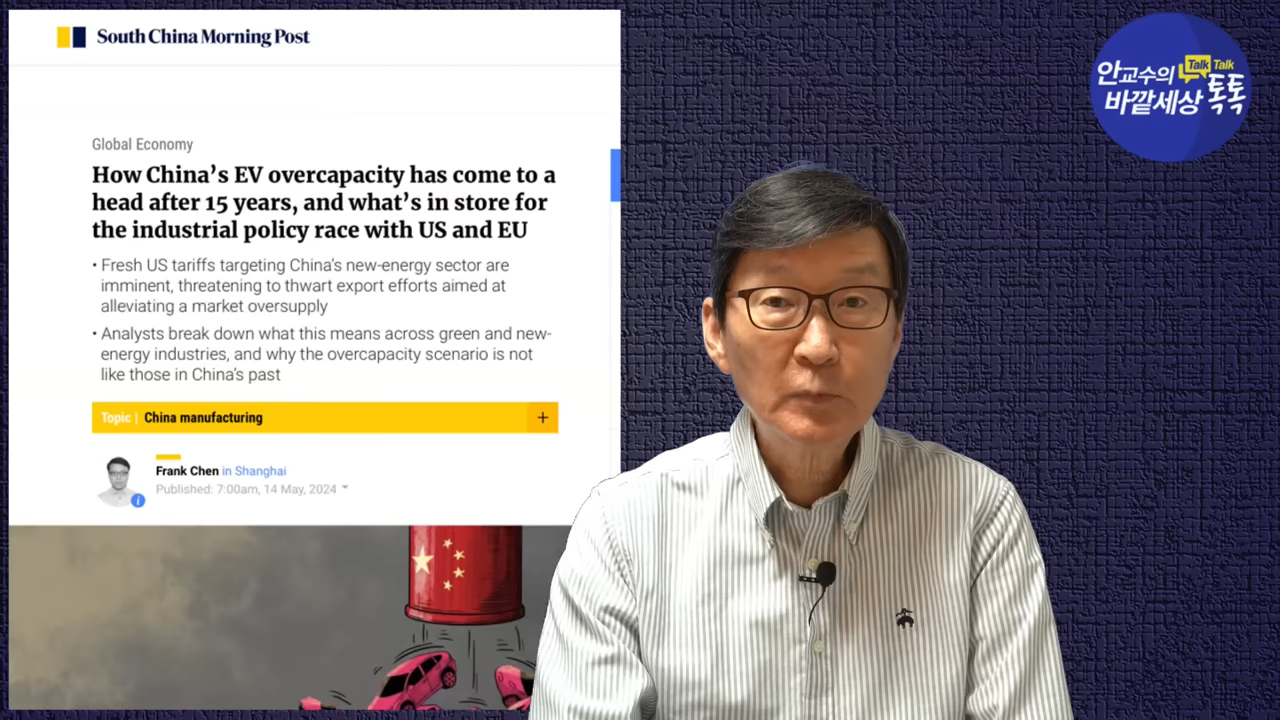 South China Morning Post
Global Economy
How China’s EV overcapacity has come to a
head after 15 years, and what’s in store for
the industrial policy race with US and EU
• Fresh US tariffs targeting China’s new-energy sector are
imminent, threatening to thwart export efforts aimed at
alleviating a market oversupply
• Analysts break down what this means across green and new-
energy industries, and why the overcapacity scenario is not
like those in China’s past
Topic | China manufacturing +
Frank Chen in Shanghai
Published: 7:00am, 14 May, 2024
안교수의 Talk Talk
바깥세상 톡톡